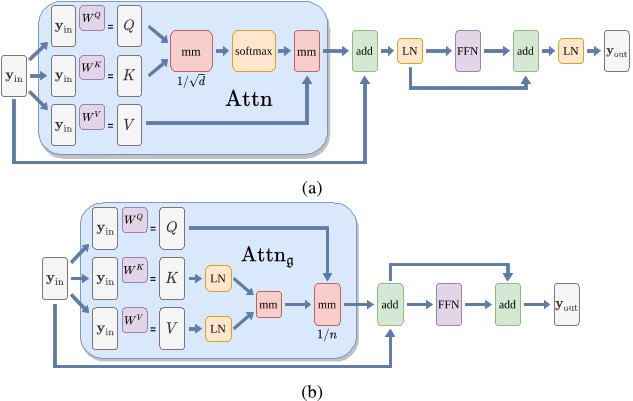 y_in W^Q = Q
mm softmax mm add LN FFN add LN y_out
y_in y_in W^K = K
1/√d
Attn
y_in W^V = V
(a)
y_in W^Q = Q
Attn_𝔤
y_in y_in W^K = K LN
mm mm add FFN add y_out
y_in W^V = V LN
1/n
(b)